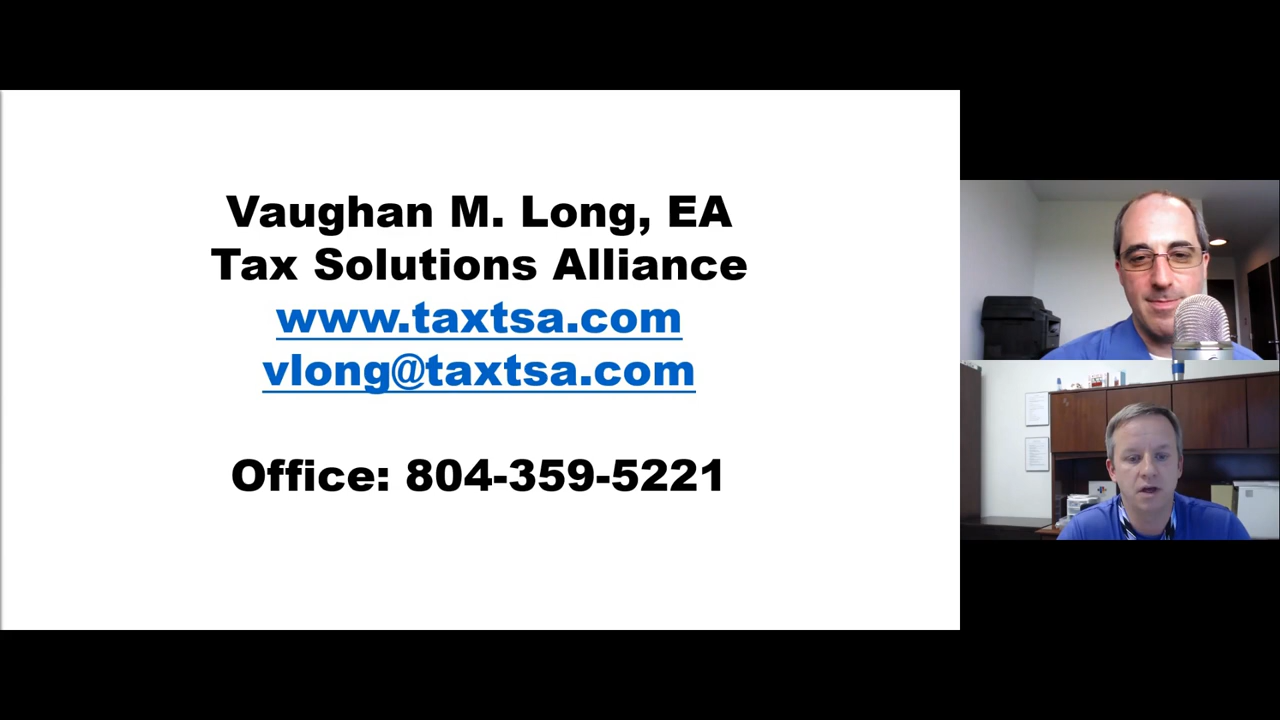 Vaughan M. Long, EA
Tax Solutions Alliance
www.taxtsa.com
vlong@taxtsa.com
Office: 804-359-5221